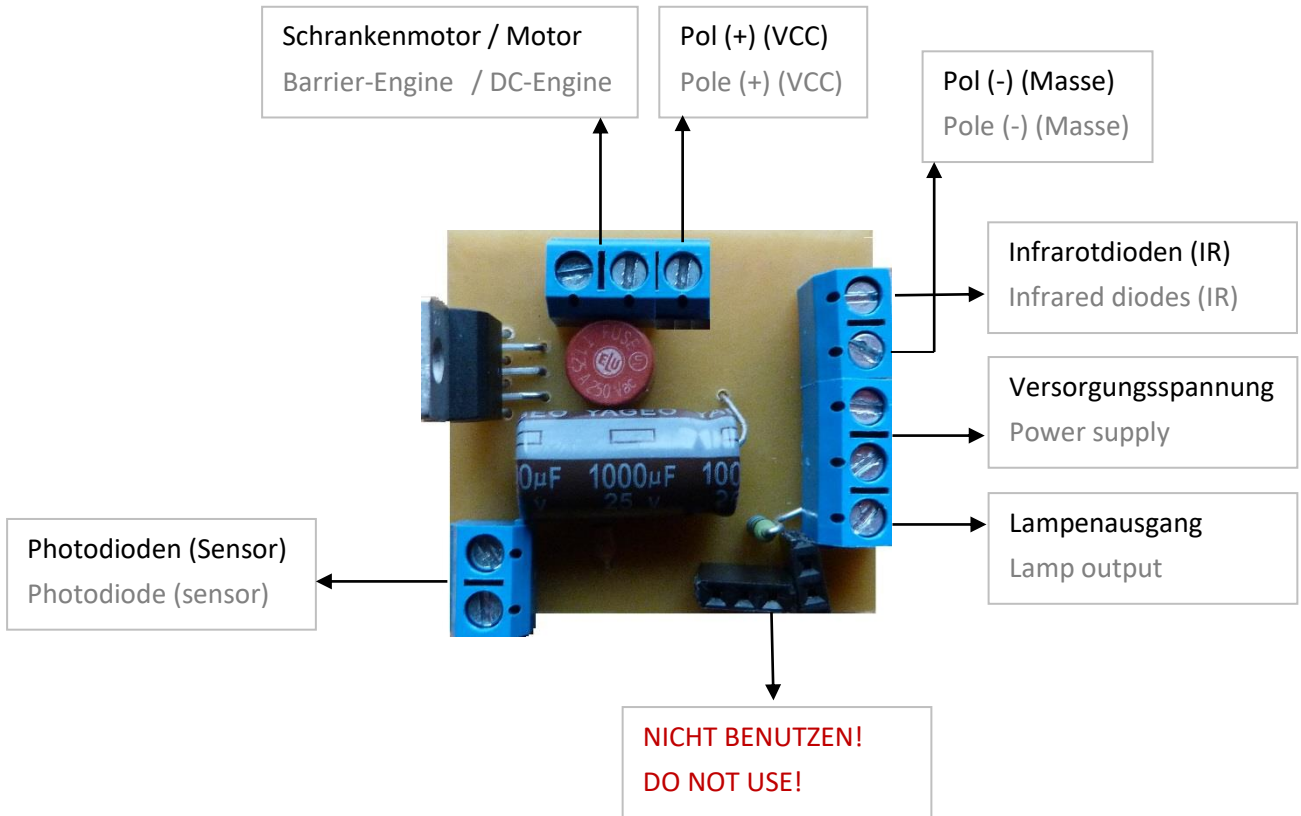 Schrankenmotor / Motor
Barrier-Engine / DC-Engine
Pol (+) (VCC)
Pole (+) (VCC)
Pol (-) (Masse)
Pole (-) (Masse)
Infrarotdioden (IR)
Infrared diodes (IR)
Versorgungsspannung
Power supply
Lampenausgang
Lamp output
Photodioden (Sensor)
Photodiode (sensor)
NICHT BENUTZEN!
DO NOT USE!
FUSE
ELU
250 Vac
YAGEO
1000µF
25 v